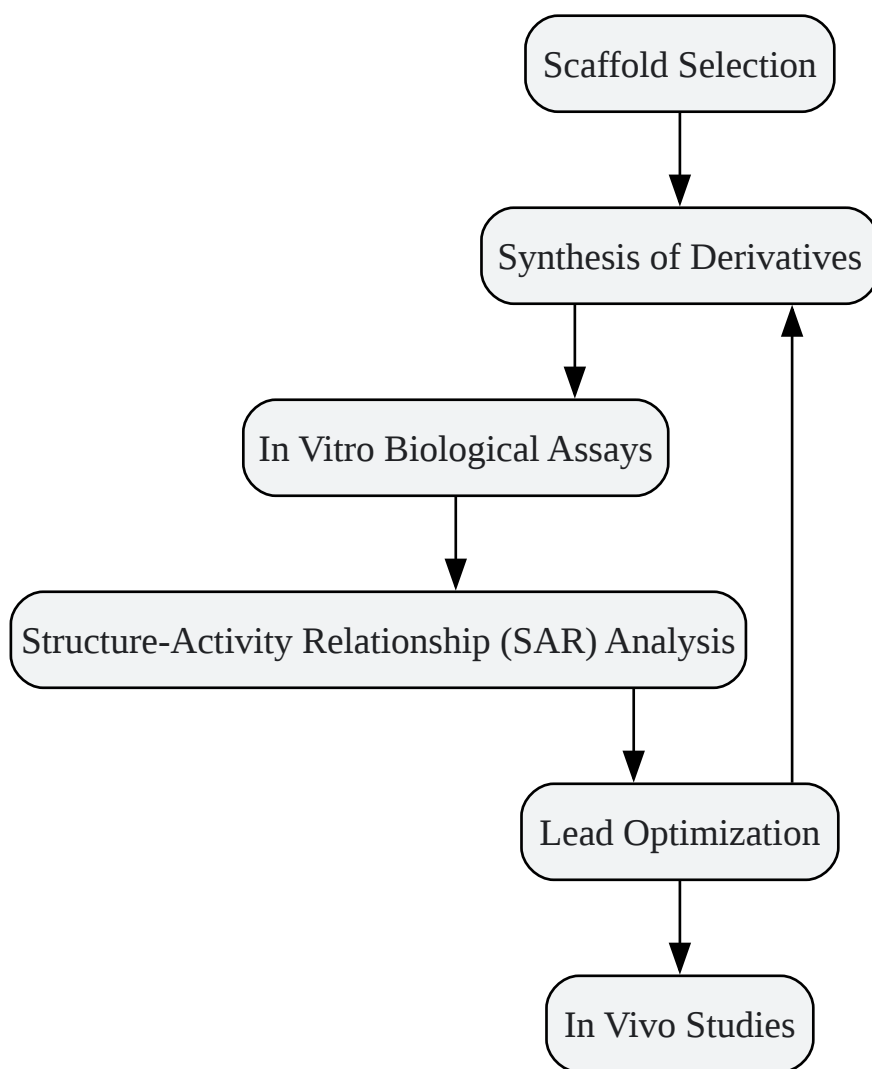 Scaffold Selection
Synthesis of Derivatives
In Vitro Biological Assays
Structure-Activity Relationship (SAR) Analysis
Lead Optimization
In Vivo Studies